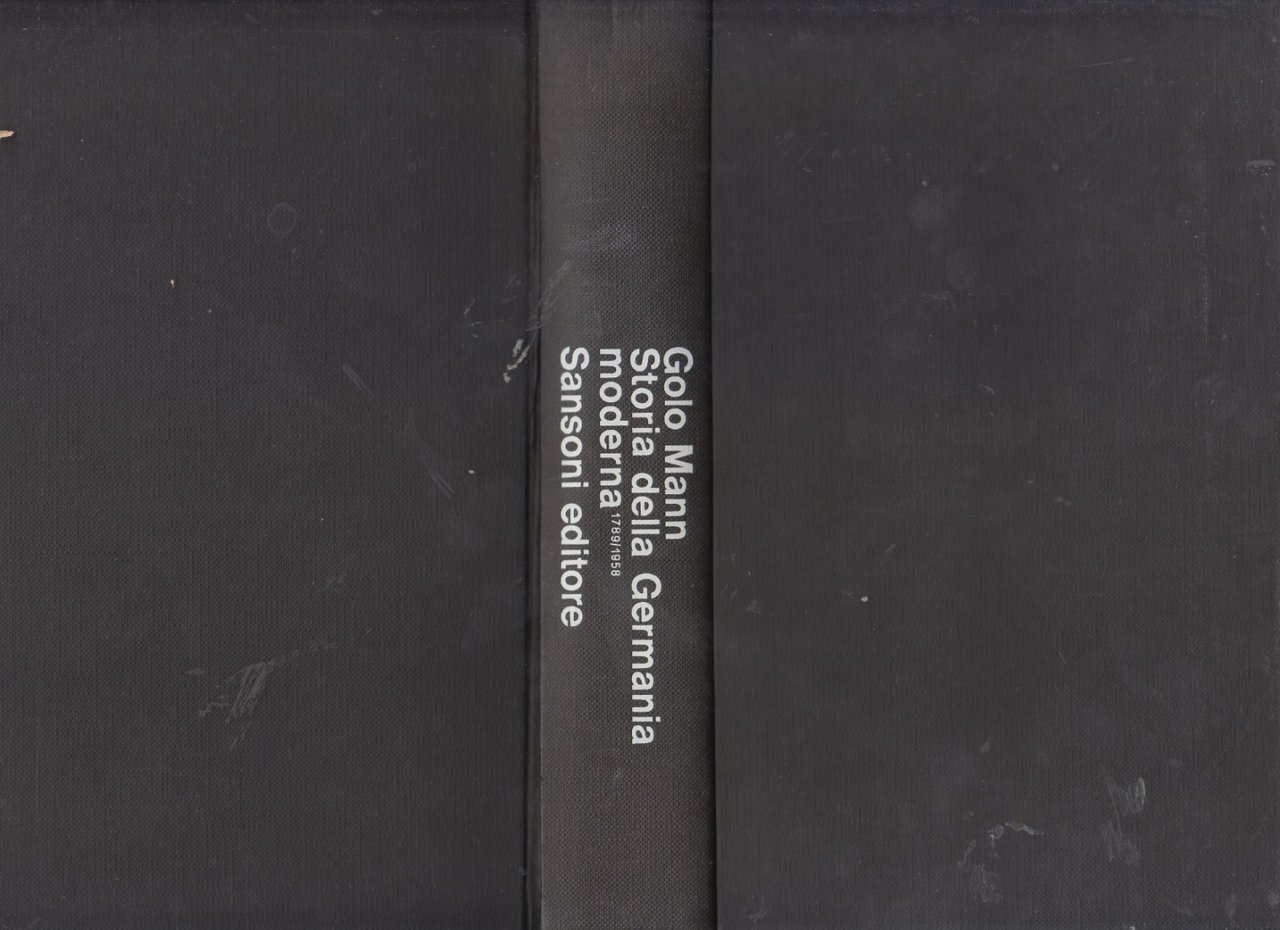 Golo Mann
Storia della Germania
moderna 1789/1958
Sansoni editore